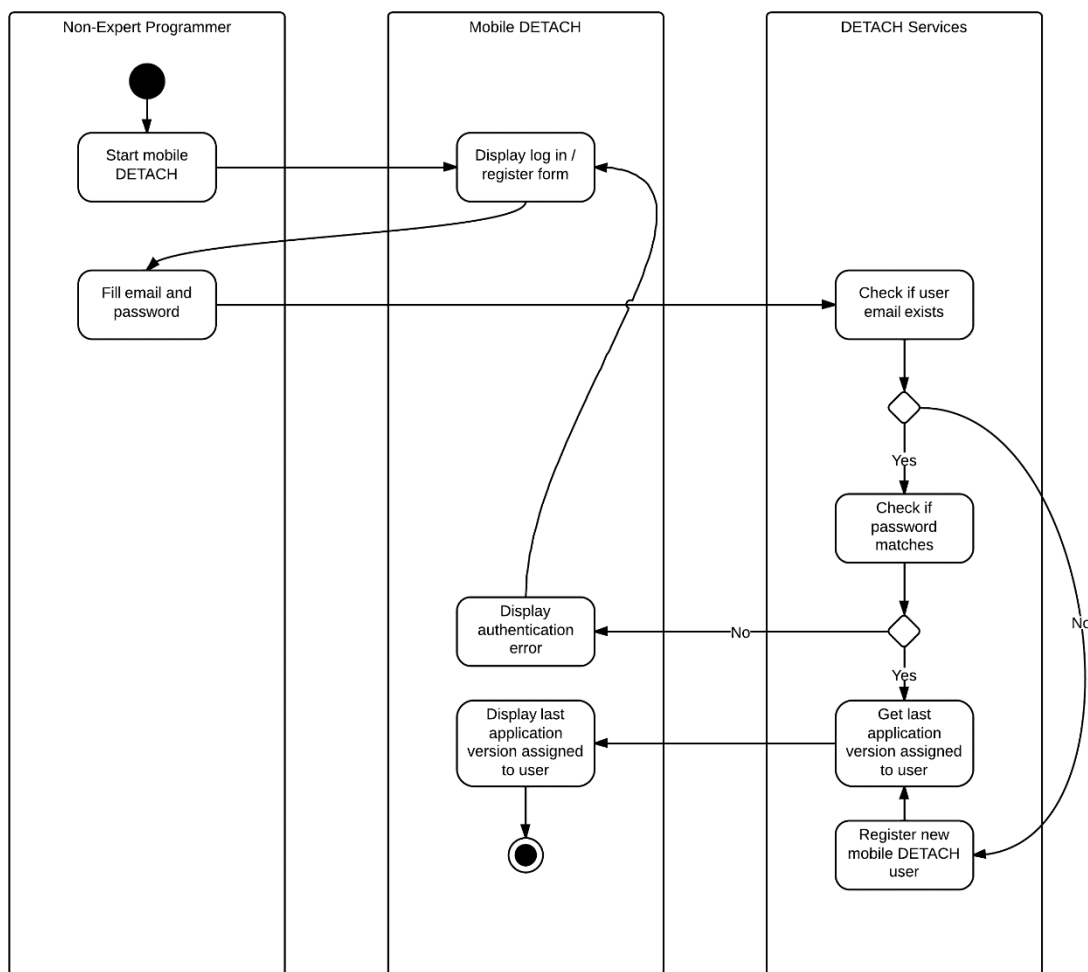 Non-Expert Programmer
Mobile DETACH
DETACH Services
Start mobile
DETACH
Display log in /
register form
Fill email and
password
Check if user
email exists
Yes
Check if
password
matches
No
Display
authentication
error
No
Yes
Display last
application
version assigned
to user
Get last
application
version assigned
to user
Register new
mobile DETACH
user